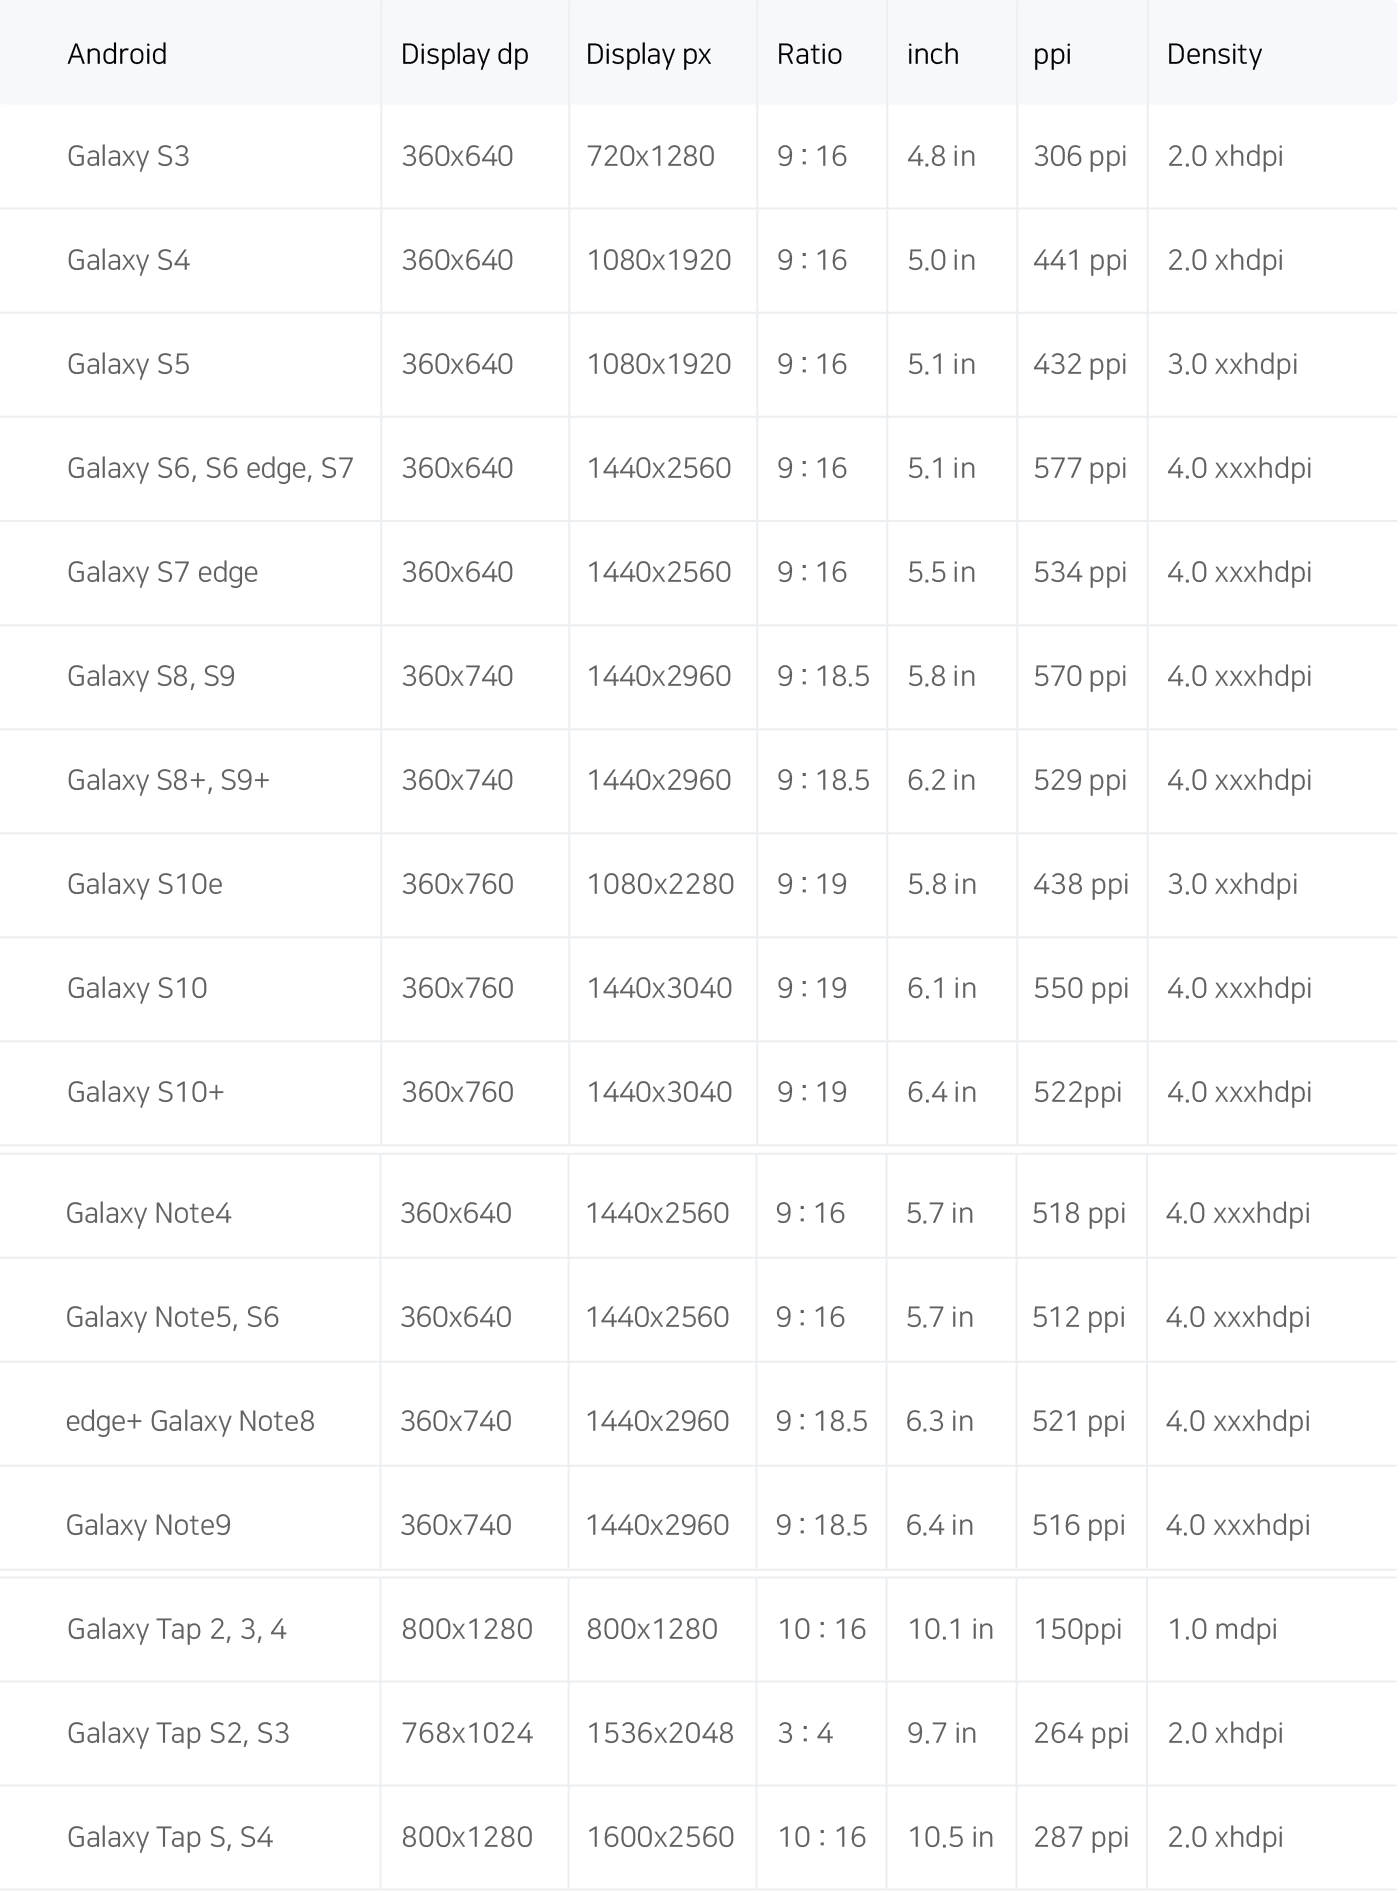 Android Display dp Display px Ratio inch ppi Density
Galaxy S3 360x640 720x1280 9 : 16 4.8 in 306 ppi 2.0 xhdpi
Galaxy S4 360x640 1080x1920 9 : 16 5.0 in 441 ppi 2.0 xhdpi
Galaxy S5 360x640 1080x1920 9 : 16 5.1 in 432 ppi 3.0 xxhdpi
Galaxy S6, S6 edge, S7 360x640 1440x2560 9 : 16 5.1 in 577 ppi 4.0 xxxhdpi
Galaxy S7 edge 360x640 1440x2560 9 : 16 5.5 in 534 ppi 4.0 xxxhdpi
Galaxy S8, S9 360x740 1440x2960 9 : 18.5 5.8 in 570 ppi 4.0 xxxhdpi
Galaxy S8+, S9+ 360x740 1440x2960 9 : 18.5 6.2 in 529 ppi 4.0 xxxhdpi
Galaxy S10e 360x760 1080x2280 9 : 19 5.8 in 438 ppi 3.0 xxhdpi
Galaxy S10 360x760 1440x3040 9 : 19 6.1 in 550 ppi 4.0 xxxhdpi
Galaxy S10+ 360x760 1440x3040 9 : 19 6.4 in 522ppi 4.0 xxxhdpi
Galaxy Note4 360x640 1440x2560 9 : 16 5.7 in 518 ppi 4.0 xxxhdpi
Galaxy Note5, S6 360x640 1440x2560 9 : 16 5.7 in 512 ppi 4.0 xxxhdpi
edge+ Galaxy Note8 360x740 1440x2960 9 : 18.5 6.3 in 521 ppi 4.0 xxxhdpi
Galaxy Note9 360x740 1440x2960 9 : 18.5 6.4 in 516 ppi 4.0 xxxhdpi
Galaxy Tap 2, 3, 4 800x1280 800x1280 10 : 16 10.1 in 150ppi 1.0 mdpi
Galaxy Tap S2, S3 768x1024 1536x2048 3 : 4 9.7 in 264 ppi 2.0 xhdpi
Galaxy Tap S, S4 800x1280 1600x2560 10 : 16 10.5 in 287 ppi 2.0 xhdpi